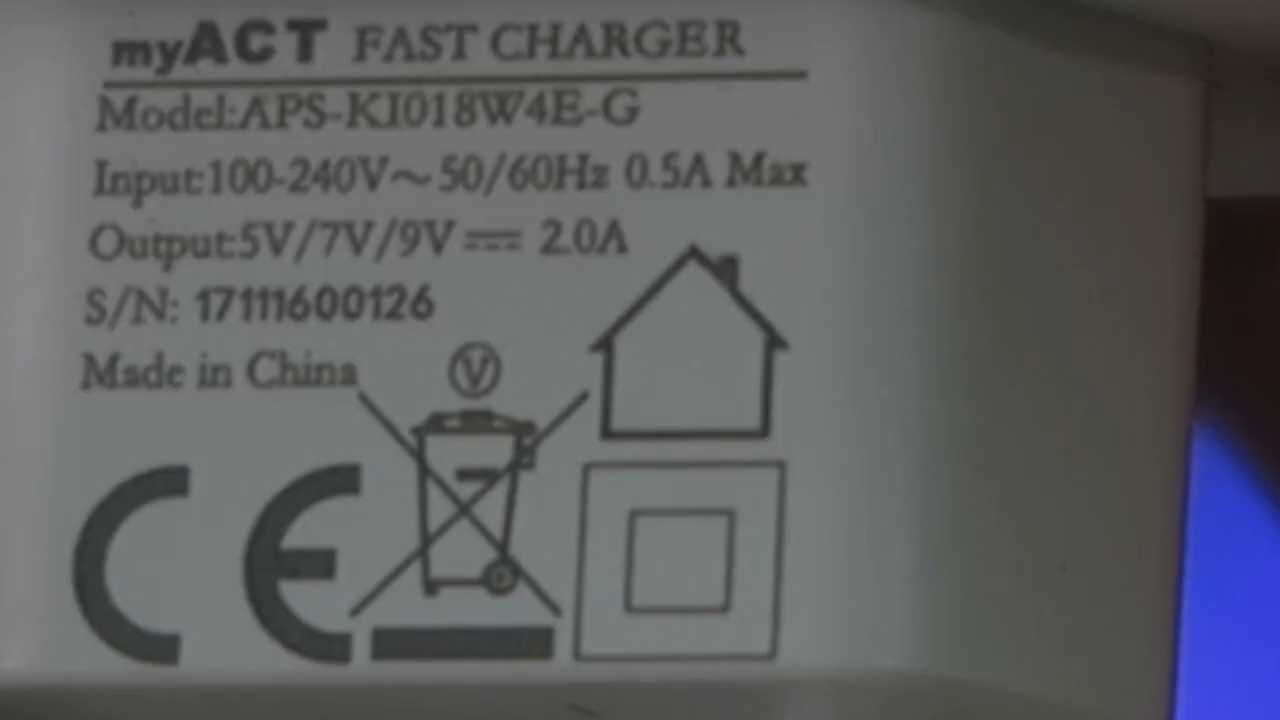 myACT FAST CHARGER
Model:APS-KI018W4E-G
Input:100-240V～50/60Hz 0.5A Max
Output:5V/7V/9V⎓ 2.0A
S/N: 17111600126
Made in China
V
CE